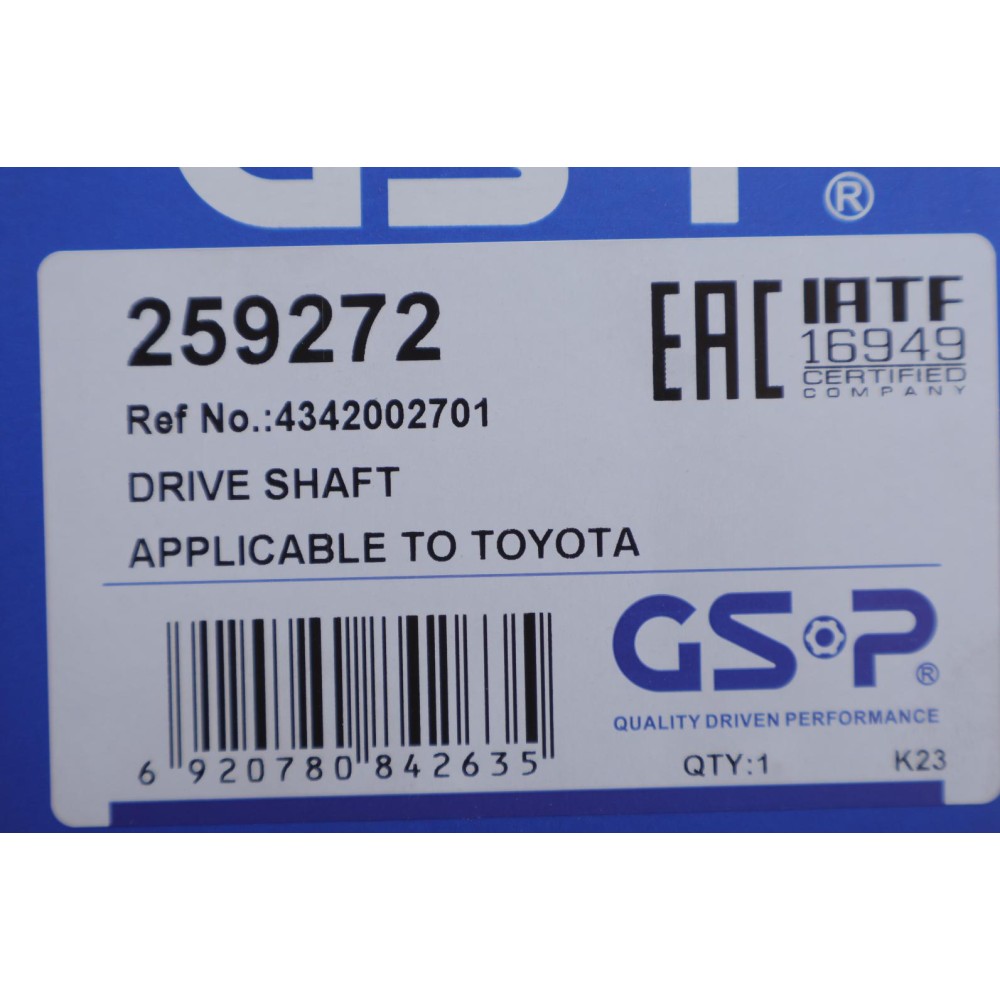 GSP®
259272
EAC
IATF
16949
CERTIFIED
COMPANY
Ref No.:4342002701
DRIVE SHAFT
APPLICABLE TO TOYOTA
GSP®
QUALITY DRIVEN PERFORMANCE
6 920780 842635
QTY:1 K23